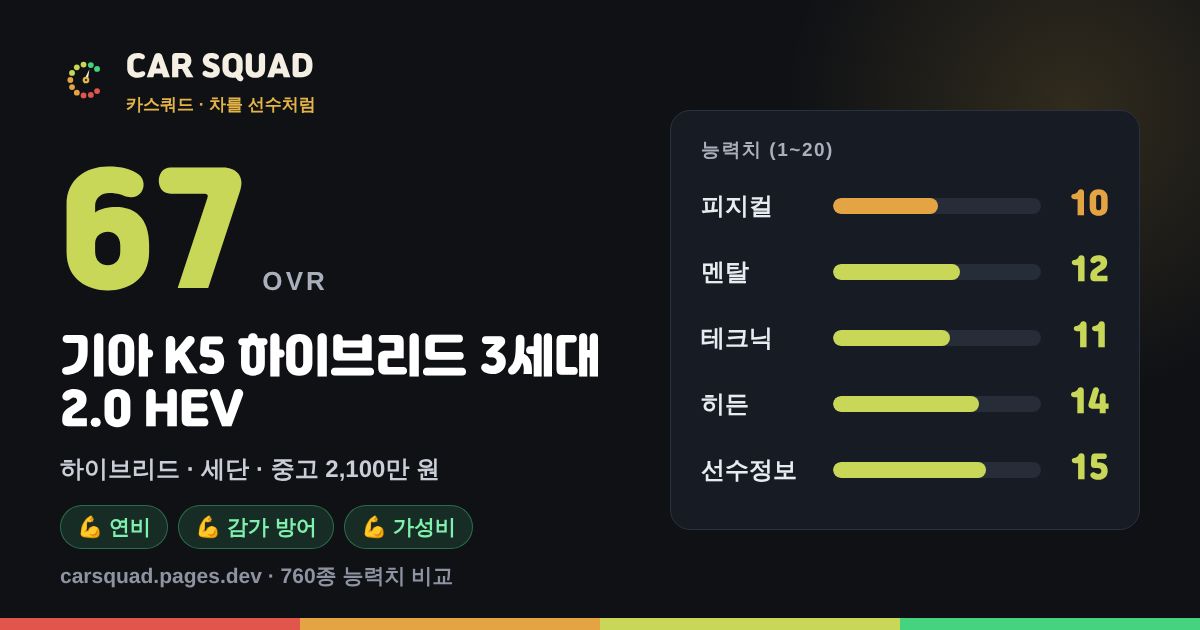 CAR SQUAD
카스쿼드 · 차를 선수처럼
67 OVR
기아 K5 하이브리드 3세대
2.0 HEV
하이브리드 · 세단 · 중고 2,100만 원
💪 연비 💪 감가 방어 💪 가성비
carsquad.pages.dev · 760종 능력치 비교
능력치 (1~20)
피지컬 10
멘탈 12
테크닉 11
히든 14
선수정보 15